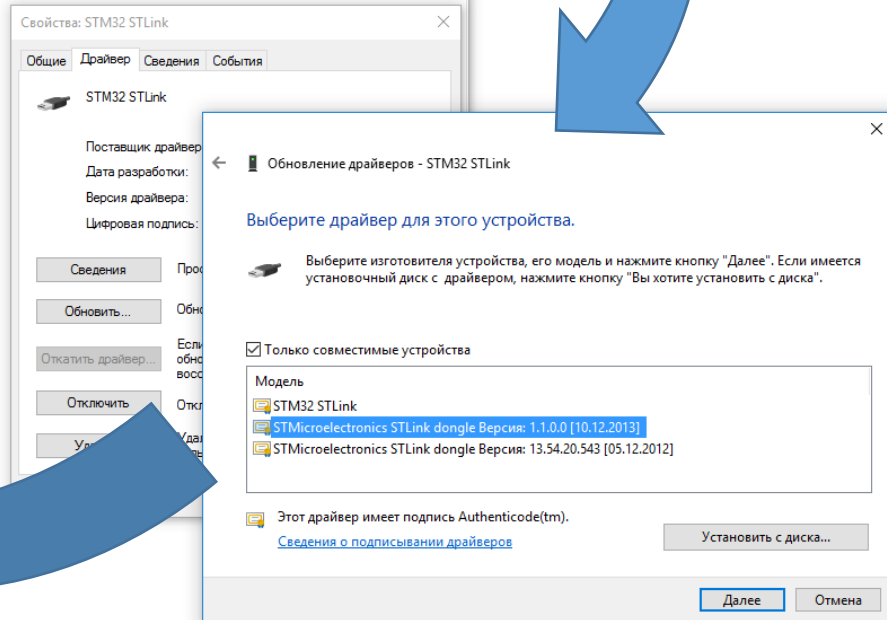 Свойства: STM32 STLink
Общие Драйвер Сведения События
STM32 STLink
Поставщик драйвер
Дата разработки:
Версия драйвера:
Цифровая подпись:
Сведения
Обновить...
Откатить драйвер...
Отключить
Обновление драйверов - STM32 STLink
Выберите драйвер для этого устройства.
Выберите изготовителя устройства, его модель и нажмите кнопку "Далее". Если имеется
установочный диск с драйвером, нажмите кнопку "Вы хотите установить с диска".
Только совместимые устройства
Модель
STM32 STLink
STMicroelectronics STLink dongle Версия: 1.1.0.0 [10.12.2013]
STMicroelectronics STLink dongle Версия: 13.54.20.543 [05.12.2012]
Этот драйвер имеет подпись Authenticode(tm).
Сведения о подписывании драйверов
Установить с диска...
Далее Отмена